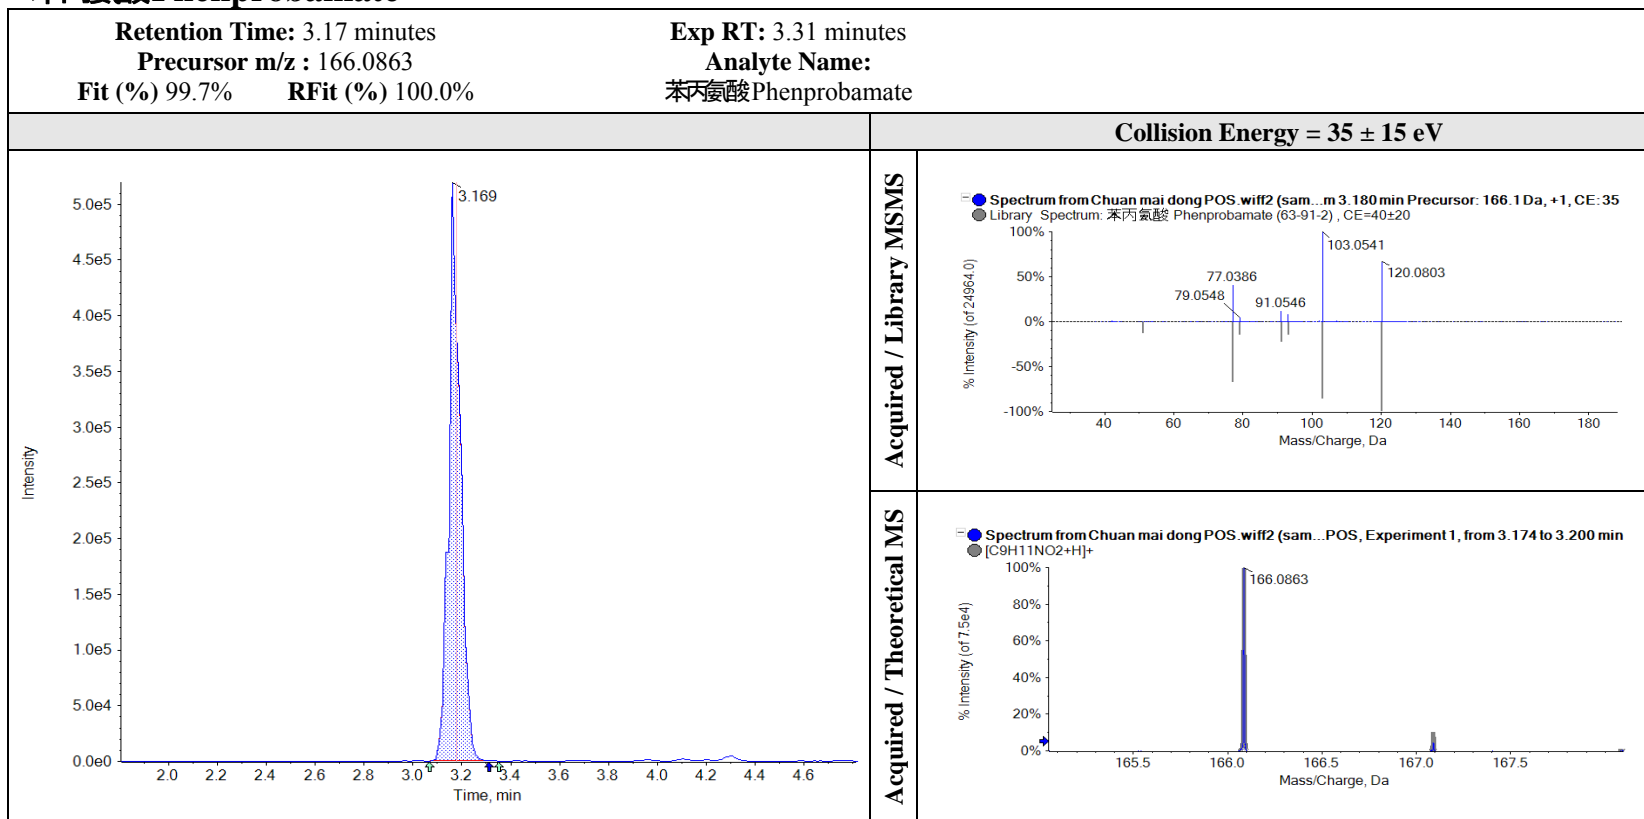 Phenprobamate
Retention Time: 3.17 minutes
Exp RT: 3.31 minutes
Precursor m/z : 166.0863
Analyte Name:
Fit (%) 99.7% RFit (%) 100.0%
苯丙氨酸Phenprobamate
Collision Energy = 35 ± 15 eV
Intensity
5.0e5
4.5e5
4.0e5
3.5e5
3.0e5
2.5e5
2.0e5
1.5e5
1.0e5
5.0e4
0.0e0
3.169
2.0 2.2 2.4 2.6 2.8 3.0 3.2 3.4 3.6 3.8 4.0 4.2 4.4 4.6
Time, min
Acquired / Library MSMS
Spectrum from Chuan mai dong POS.wiff2 (sam...m 3.180 min Precursor: 166.1 Da, +1, CE: 35
Library Spectrum: 苯丙氨酸 Phenprobamate (63-91-2) , CE=40±20
% Intensity (of 24964.0)
100%
50%
0%
-50%
-100%
103.0541
120.0803
77.0386
79.0548
91.0546
40 60 80 100 120 140 160 180
Mass/Charge, Da
Acquired / Theoretical MS
Spectrum from Chuan mai dong POS.wiff2 (sam...POS, Experiment 1, from 3.174 to 3.200 min
[C9H11NO2+H]+
% Intensity (of 7.5e4)
100%
80%
60%
40%
20%
0%
166.0863
165.5 166.0 166.5 167.0 167.5
Mass/Charge, Da